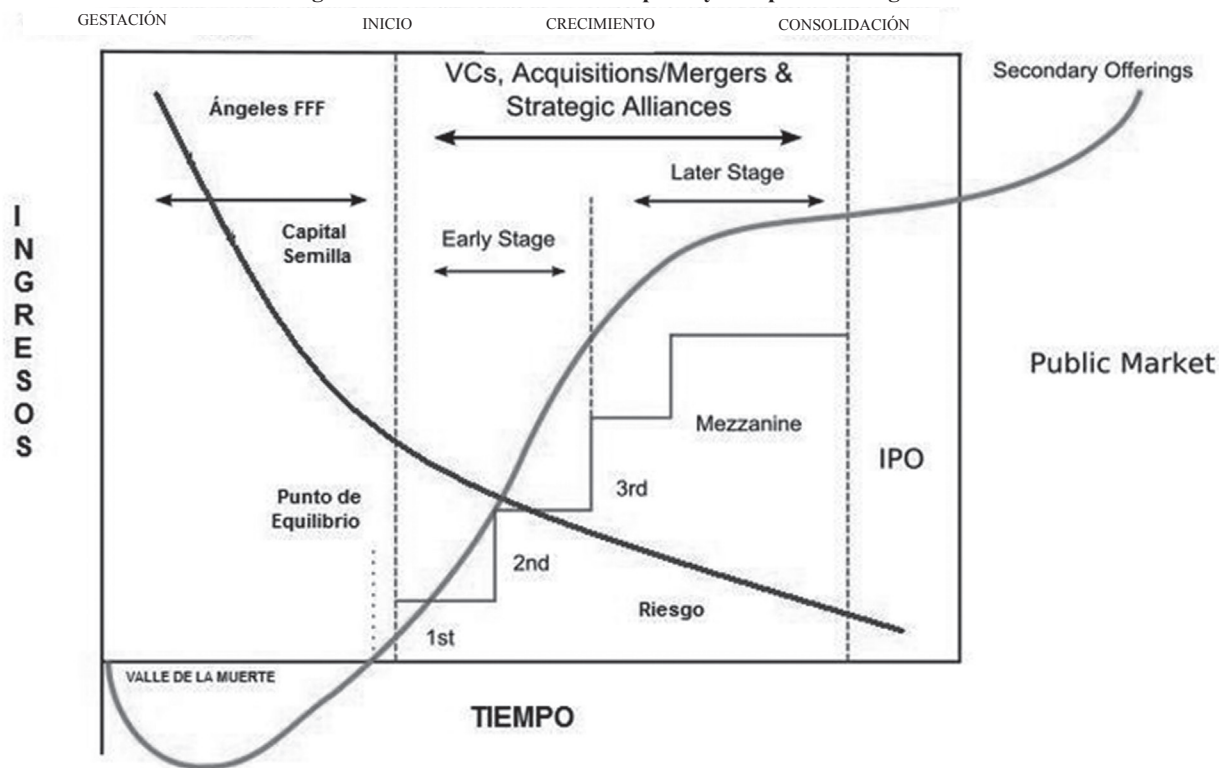 GESTACIÓN
INICIO
CRECIMIENTO
CONSOLIDACIÓN
VCs, Acquisitions/Mergers &
Strategic Alliances
Secondary Offerings
Ángeles FFF
Later Stage
Capital
Semilla
Early Stage
INGRESOS
Public Market
Mezzanine
IPO
Punto de
Equilibrio
3rd
2nd
Riesgo
1st
VALLE DE LA MUERTE
TIEMPO